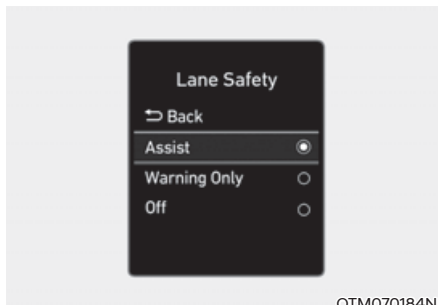 Lane Safety
Back
Assist
Warning Only
Off
OTM070184N